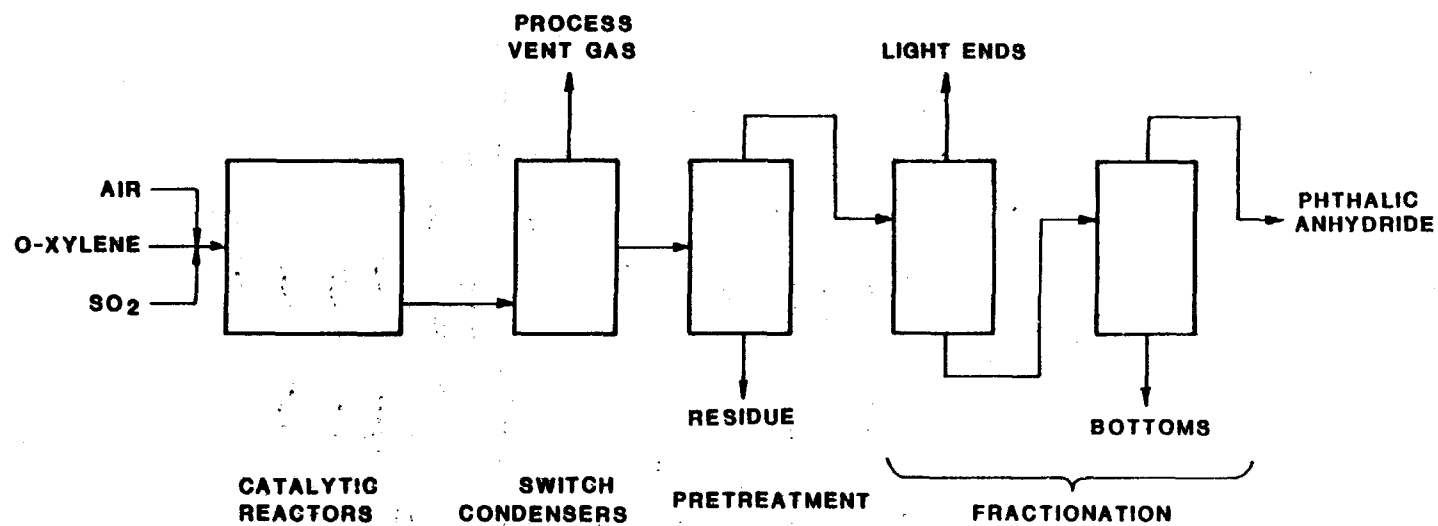 PROCESS
VENT GAS
LIGHT ENDS
AIR
O-XYLENE
SO2
PHTHALIC
ANHYDRIDE
RESIDUE
BOTTOMS
CATALYTIC
REACTORS
SWITCH
CONDENSERS
PRETREATMENT
FRACTIONATION